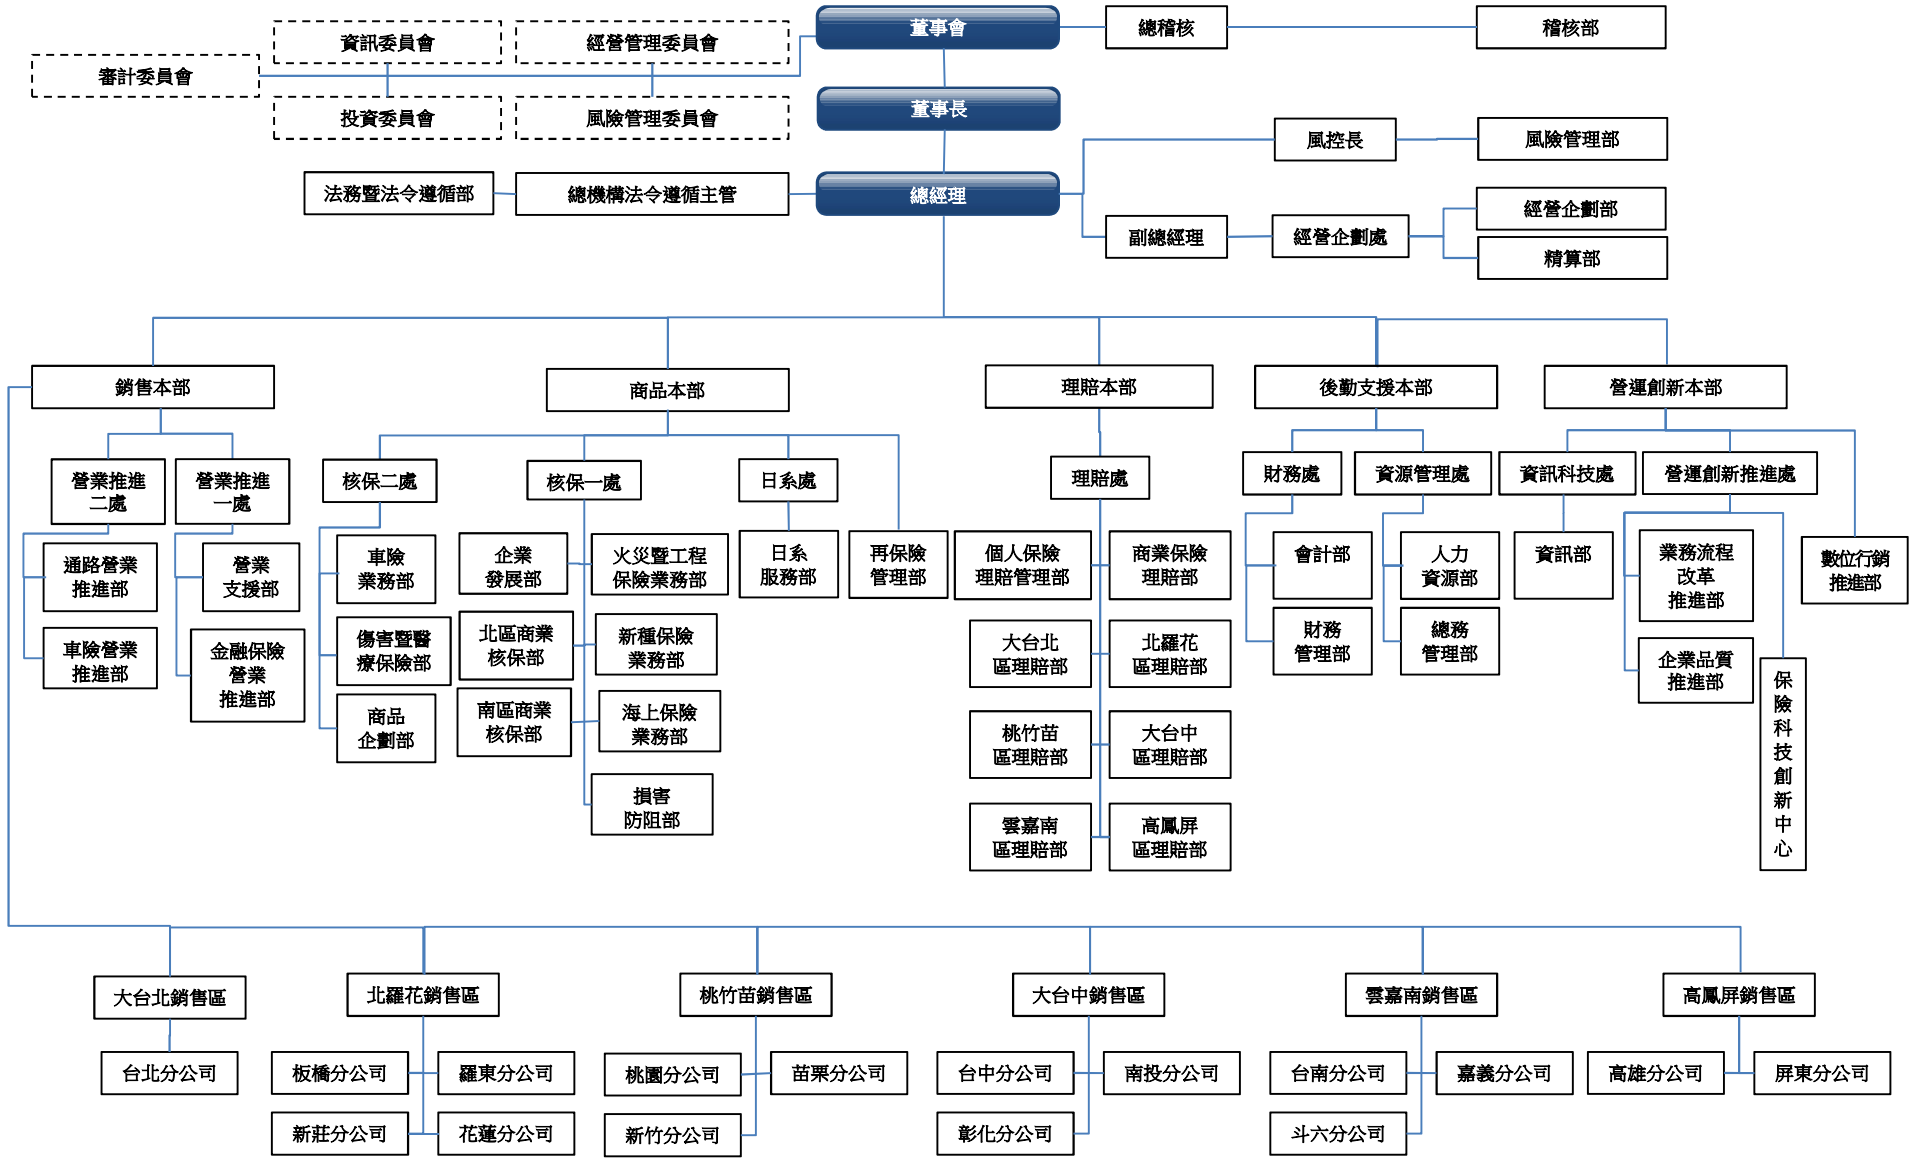 董事會
總稽核
稽核部
資訊委員會
經營管理委員會
審計委員會
投資委員會
風險管理委員會
董事長
風控長
風險管理部
法務暨法令遵循部
總機構法令遵循主管
總經理
副總經理
經營企劃處
經營企劃部
精算部
銷售本部
商品本部
理賠本部
後勤支援本部
營運創新本部
營業推進
二處
營業推進
一處
核保二處
核保一處
日系處
理賠處
財務處
資源管理處
資訊科技處
營運創新推進處
通路營業
推進部
車險營業
推進部
營業
支援部
金融保險
營業
推進部
車險
業務部
傷害暨醫
療保險部
商品
企劃部
企業
發展部
火災暨工程
保險業務部
北區商業
核保部
新種保險
業務部
南區商業
核保部
海上保險
業務部
損害
防阻部
日系
服務部
再保險
管理部
個人保險
理賠管理部
商業保險
理賠部
大台北
區理賠部
北羅花
區理賠部
桃竹苗
區理賠部
大台中
區理賠部
雲嘉南
區理賠部
高鳳屏
區理賠部
會計部
財務
管理部
人力
資源部
總務
管理部
資訊部
業務流程
改革
推進部
企業品質
推進部
保
險
科
技
創
新
中
心
數位行銷
推進部
大台北銷售區
北羅花銷售區
桃竹苗銷售區
大台中銷售區
雲嘉南銷售區
高鳳屏銷售區
台北分公司
板橋分公司
羅東分公司
桃園分公司
苗栗分公司
台中分公司
南投分公司
台南分公司
嘉義分公司
高雄分公司
屏東分公司
新莊分公司
花蓮分公司
新竹分公司
彰化分公司
斗六分公司